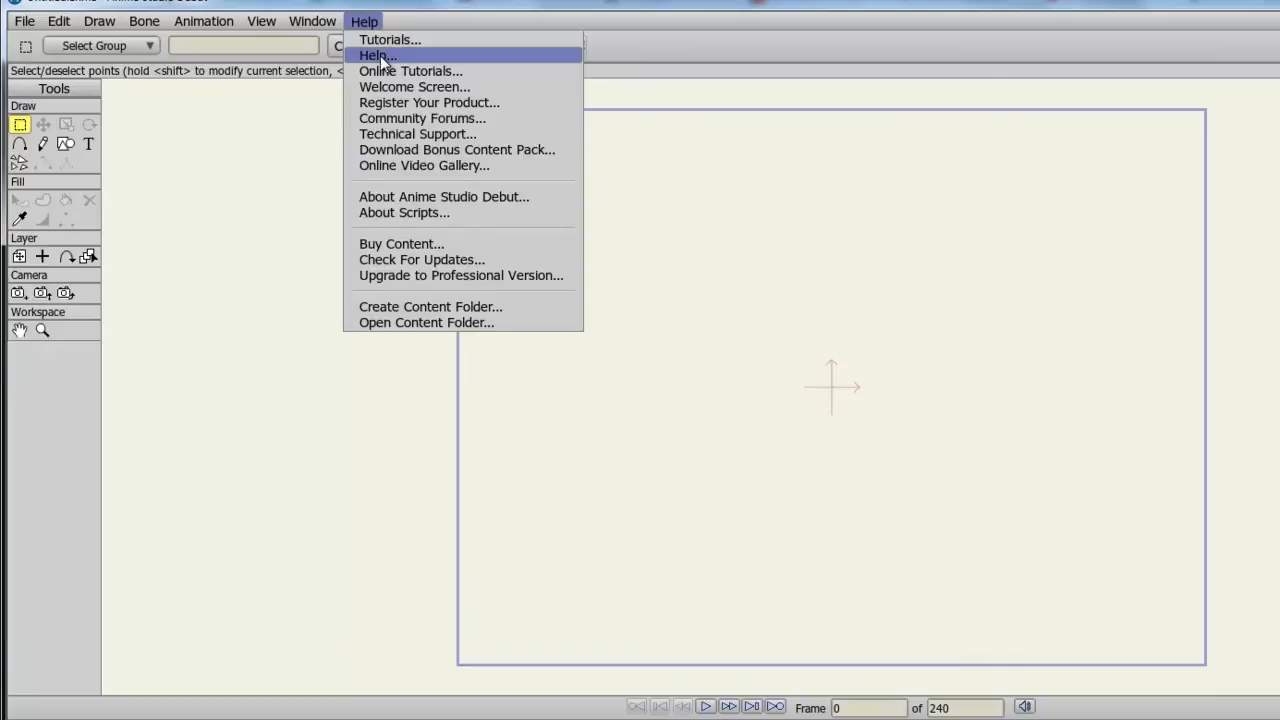 File Edit Draw Bone Animation View Window Help
Select Group
Select/deselect points (hold <shift> to modify current selection, <
Tutorials...
Help...
Online Tutorials...
Welcome Screen...
Register Your Product...
Community Forums...
Technical Support...
Download Bonus Content Pack...
Online Video Gallery...
About Anime Studio Debut...
About Scripts...
Buy Content...
Check For Updates...
Upgrade to Professional Version...
Create Content Folder...
Open Content Folder...
Tools
Draw
T
Fill
Layer
Camera
Workspace
Frame 0 of 240